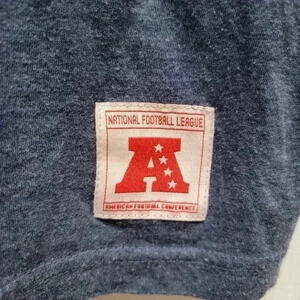 NATIONAL FOOTBALL LEAGUE
A
AMERICAN FOOTBALL CONFERENCE